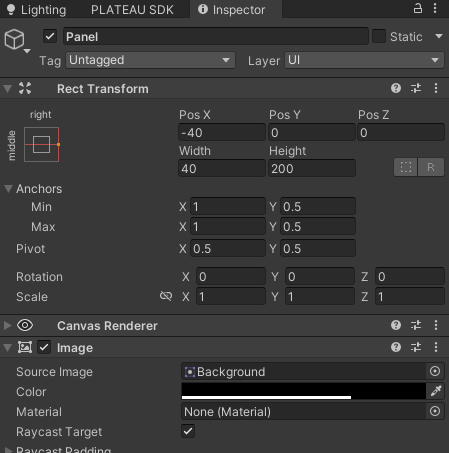 Lighting PLATEAU SDK Inspector
Panel Static
Tag Untagged Layer UI
Rect Transform
right
middle
Pos X Pos Y Pos Z
-40 0 0
Width Height
40 200 R
Anchors
Min X 1 Y 0.5
Max X 1 Y 0.5
Pivot X 0.5 Y 0.5
Rotation X 0 Y 0 Z 0
Scale X 1 Y 1 Z 1
Canvas Renderer
Image
Source Image Background
Color
Material None (Material)
Raycast Target
Raycast Padding